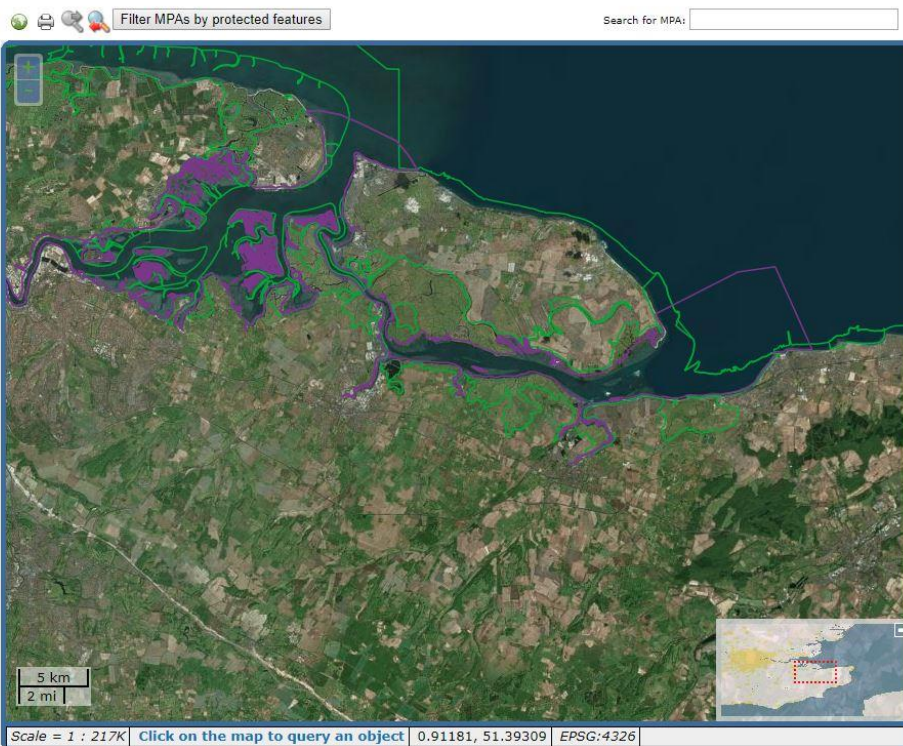 Filter MPAs by protected features
Search for MPA:
+
-
5 km
2 mi
Scale = 1 : 217K
Click on the map to query an object
0.91181, 51.39309
EPSG:4326